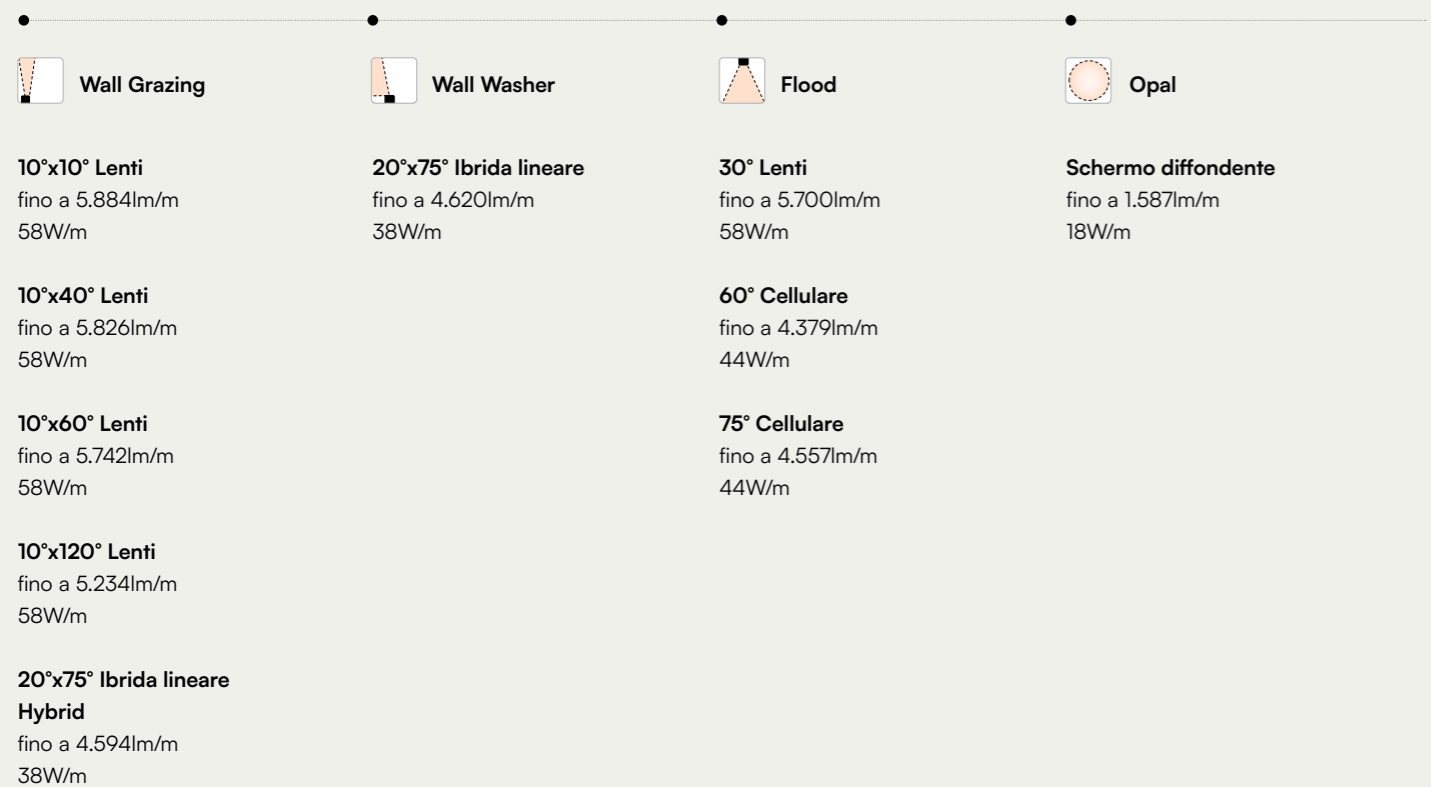 Wall Grazing
10°x10° Lenti
fino a 5.884lm/m
58W/m
10°x40° Lenti
fino a 5.826lm/m
58W/m
10°x60° Lenti
fino a 5.742lm/m
58W/m
10°x120° Lenti
fino a 5.234lm/m
58W/m
20°x75° Ibrida lineare
Hybrid
fino a 4.594lm/m
38W/m
Wall Washer
20°x75° Ibrida lineare
fino a 4.620lm/m
38W/m
Flood
30° Lenti
fino a 5.700lm/m
58W/m
60° Cellulare
fino a 4.379lm/m
44W/m
75° Cellulare
fino a 4.557lm/m
44W/m
Opal
Schermo diffondente
fino a 1.587lm/m
18W/m